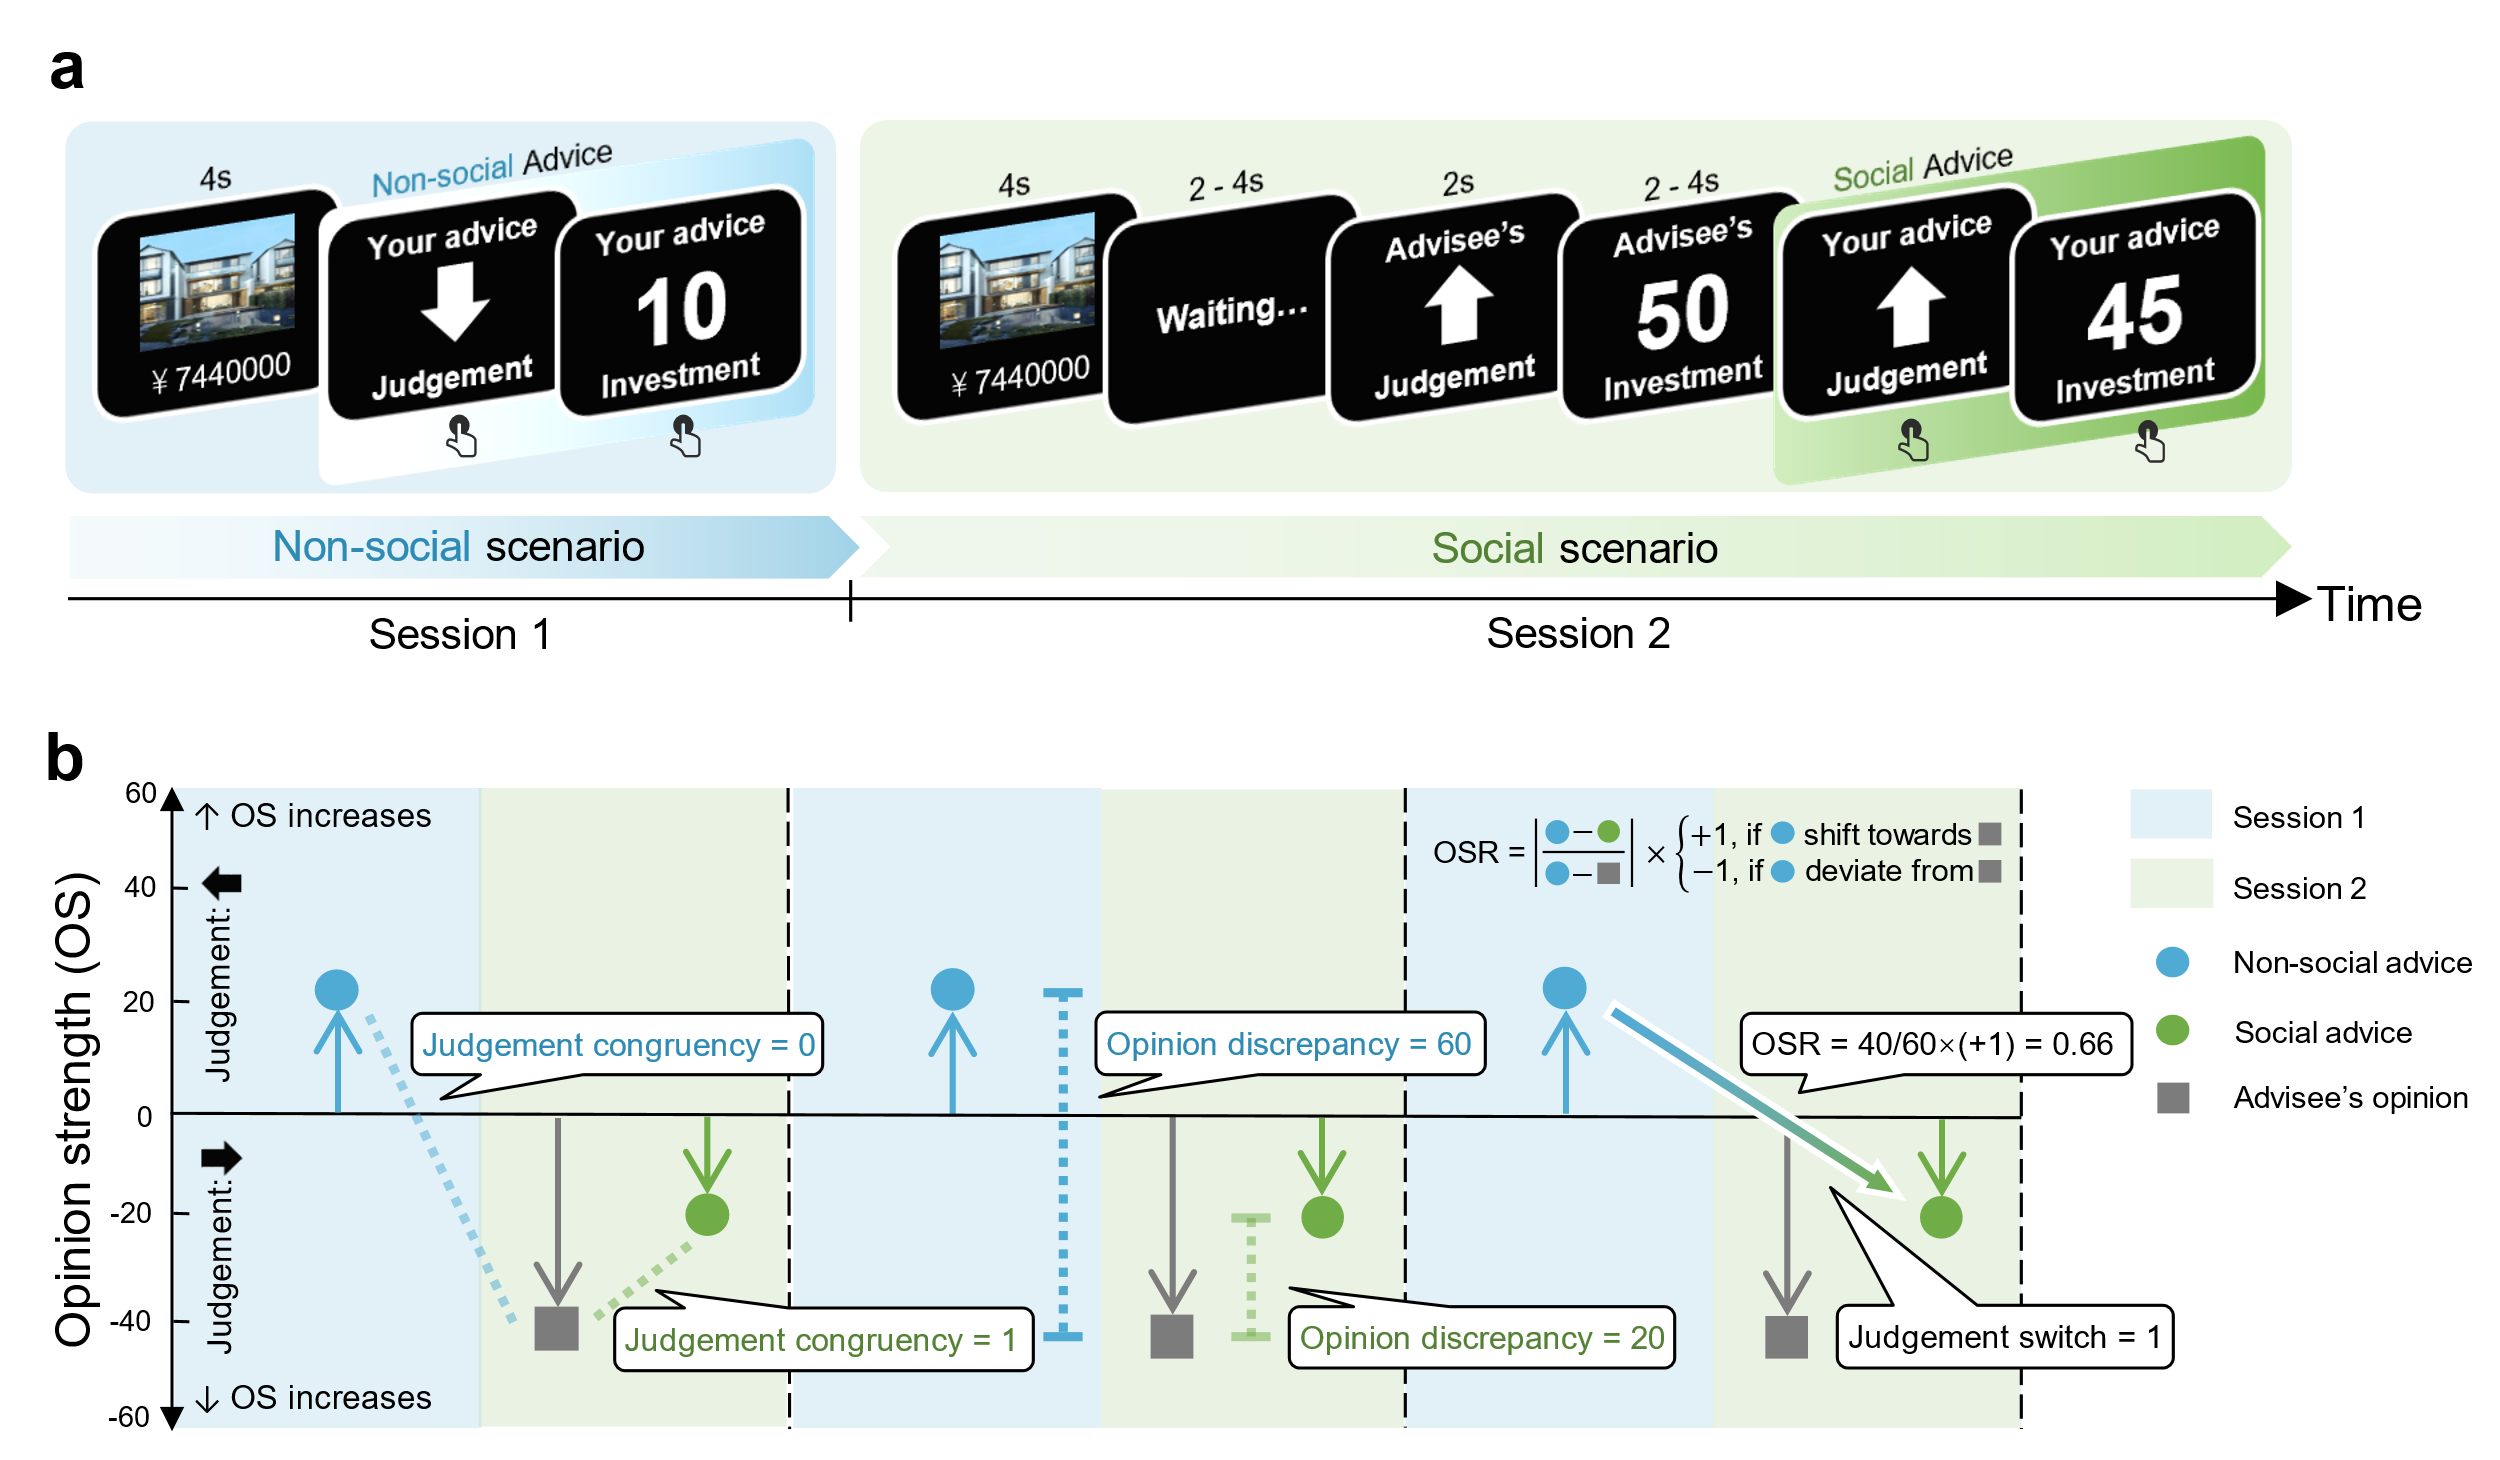 a
4s
Non-social Advice
¥ 7440000
Your advice
Judgement
Your advice
10
Investment
4s
2 - 4s
2s
2 - 4s
Social Advice
¥ 7440000
Waiting...
Advisee's
Judgement
Advisee's
50
Investment
Your advice
Judgement
Your advice
45
Investment
Non-social scenario
Social scenario
Time
Session 1
Session 2
b
Opinion strength (OS)
60
40
20
0
-20
-40
-60
↑ OS increases
Judgement:
Judgement:
↓ OS increases
Judgement congruency = 0
Judgement congruency = 1
Opinion discrepancy = 60
Opinion discrepancy = 20
OSR = | − / − | × { +1, if shift towards
−1, if deviate from
OSR = 40/60×(+1) = 0.66
Judgement switch = 1
Session 1
Session 2
Non-social advice
Social advice
Advisee's opinion